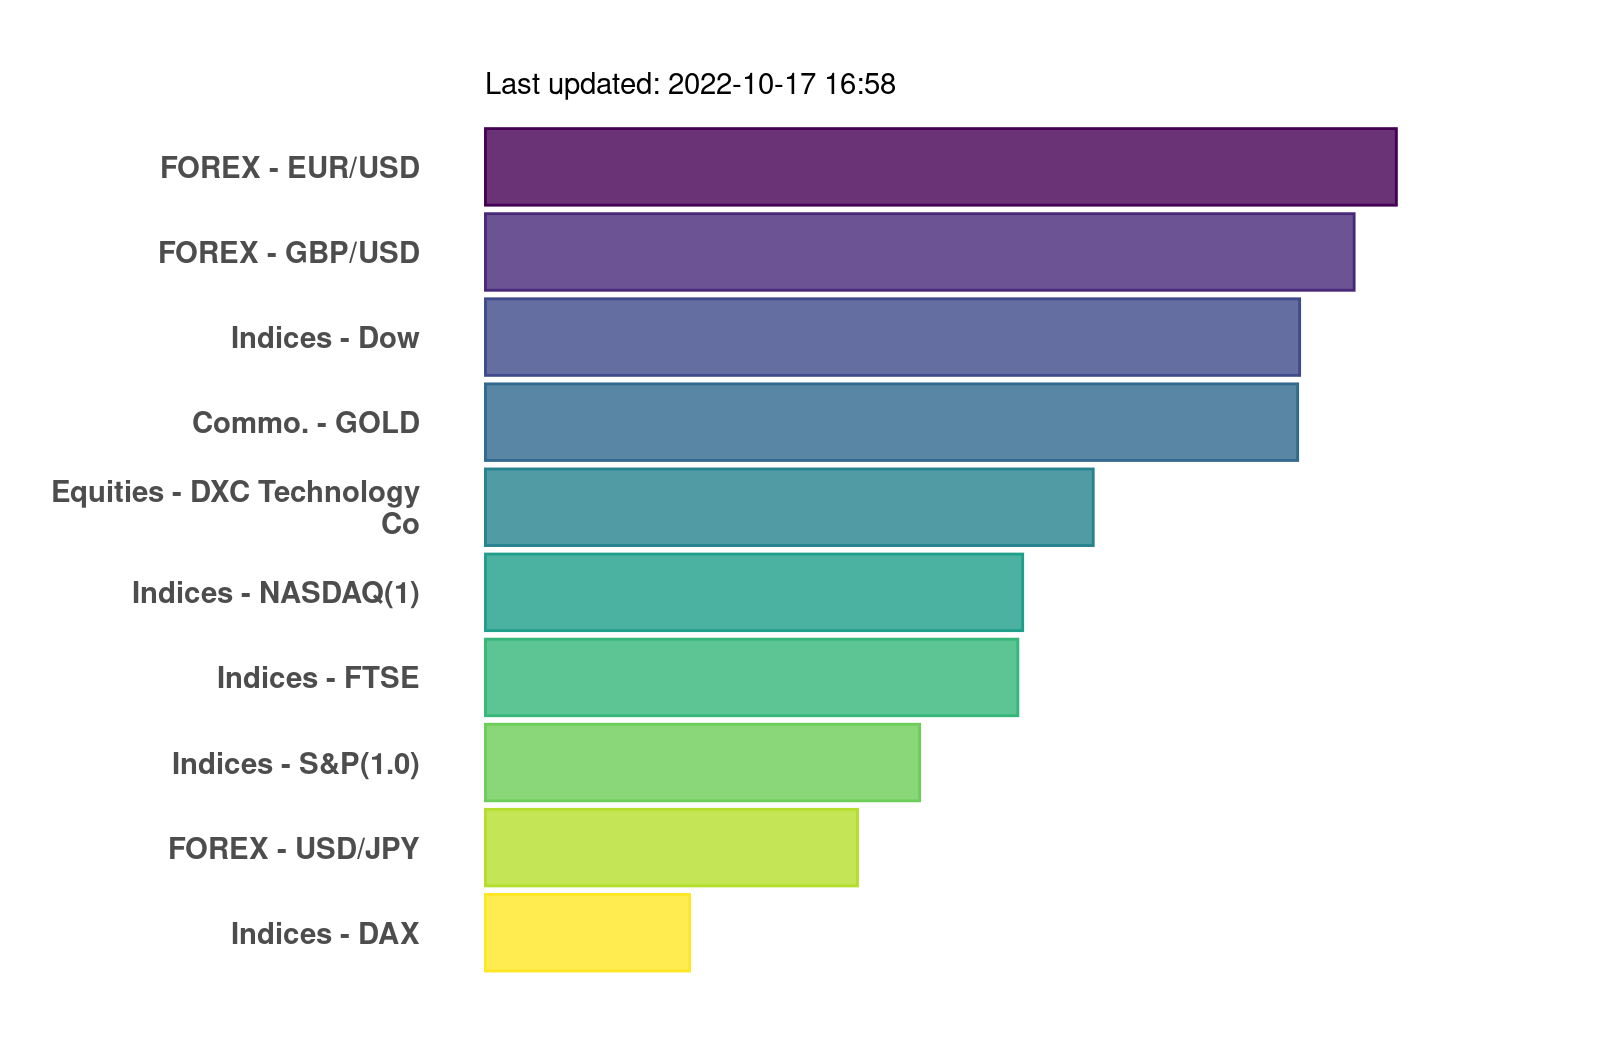 Last updated: 2022-10-17 16:58
FOREX - EUR/USD
FOREX - GBP/USD
Indices - Dow
Commo. - GOLD
Equities - DXC Technology
Co
Indices - NASDAQ(1)
Indices - FTSE
Indices - S&P(1.0)
FOREX - USD/JPY
Indices - DAX